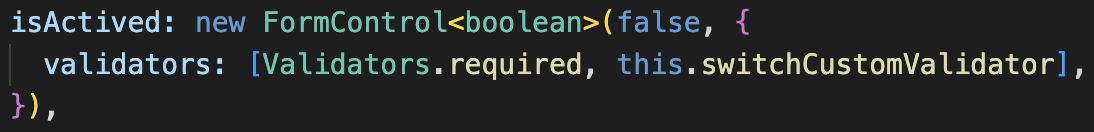 isActived: new FormControl<boolean>(false, {
validators: [Validators.required, this.switchCustomValidator],
}),